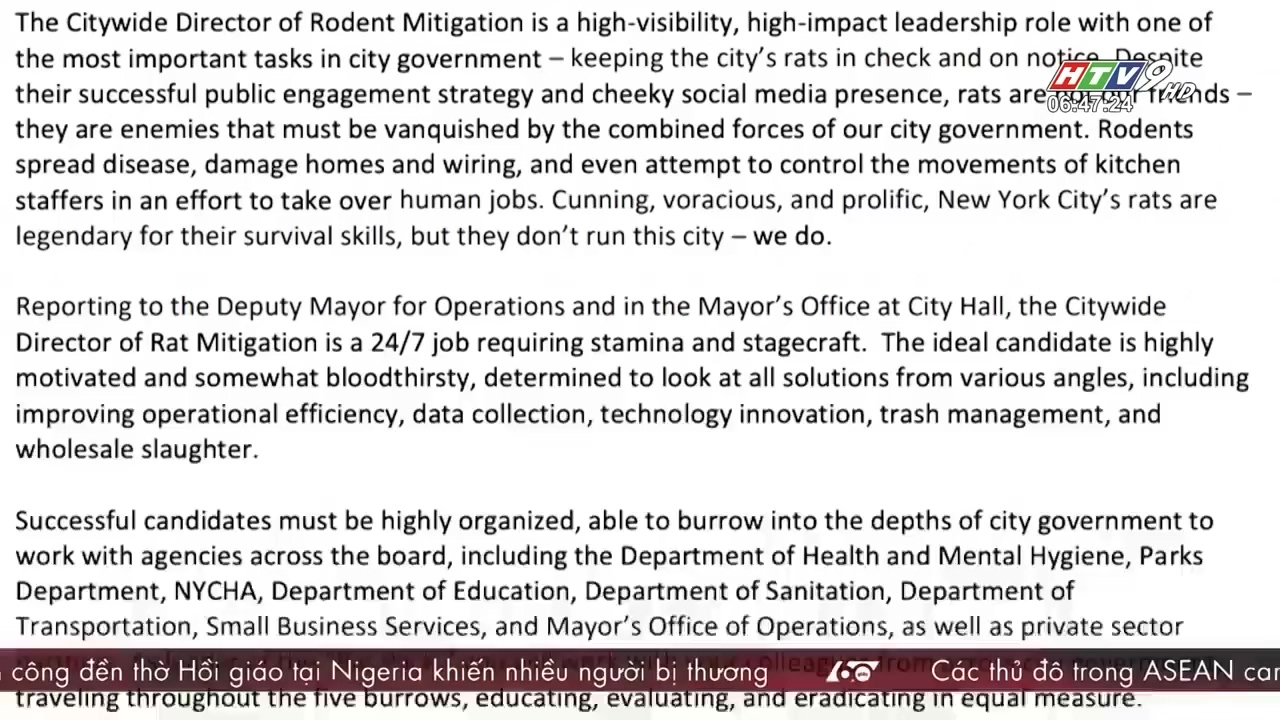 The Citywide Director of Rodent Mitigation is a high-visibility, high-impact leadership role with one of
the most important tasks in city government – keeping the city's rats in check and on notice. Despite
their successful public engagement strategy and cheeky social media presence, rats are not our friends –
they are enemies that must be vanquished by the combined forces of our city government. Rodents
spread disease, damage homes and wiring, and even attempt to control the movements of kitchen
staffers in an effort to take over human jobs. Cunning, voracious, and prolific, New York City's rats are
legendary for their survival skills, but they don't run this city – we do.
Reporting to the Deputy Mayor for Operations and in the Mayor's Office at City Hall, the Citywide
Director of Rat Mitigation is a 24/7 job requiring stamina and stagecraft. The ideal candidate is highly
motivated and somewhat bloodthirsty, determined to look at all solutions from various angles, including
improving operational efficiency, data collection, technology innovation, trash management, and
wholesale slaughter.
Successful candidates must be highly organized, able to burrow into the depths of city government to
work with agencies across the board, including the Department of Health and Mental Hygiene, Parks
Department, NYCHA, Department of Education, Department of Sanitation, Department of
Transportation, Small Business Services, and Mayor's Office of Operations, as well as private sector
traveling throughout the five burrows, educating, evaluating, and eradicating in equal measure.
HTV9 HD
06:47:24
công đền thờ Hồi giáo tại Nigeria khiến nhiều người bị thương
60 Các thủ đô trong ASEAN